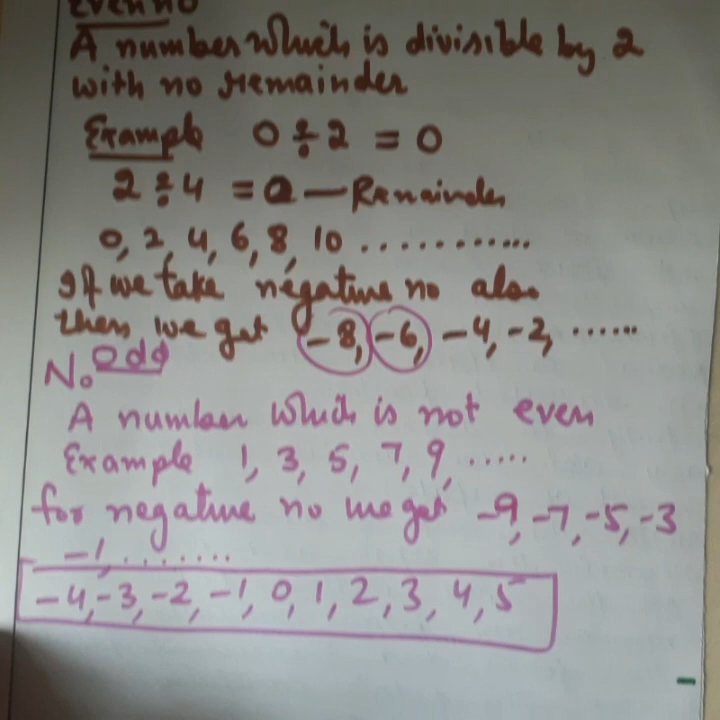 Even no
A number which is divisible by 2
with no remainder
Example 0 ÷ 2 = 0
2 ÷ 4 = 0 — Remainder
0, 2, 4, 6, 8, 10 ............
If we take negative no also
then we get -8, -6, -4, -2, ......
No Odd
A number which is not even
Example 1, 3, 5, 7, 9, .....
for negative no we get -9, -7, -5, -3
-1, ........
-4, -3, -2, -1, 0, 1, 2, 3, 4, 5